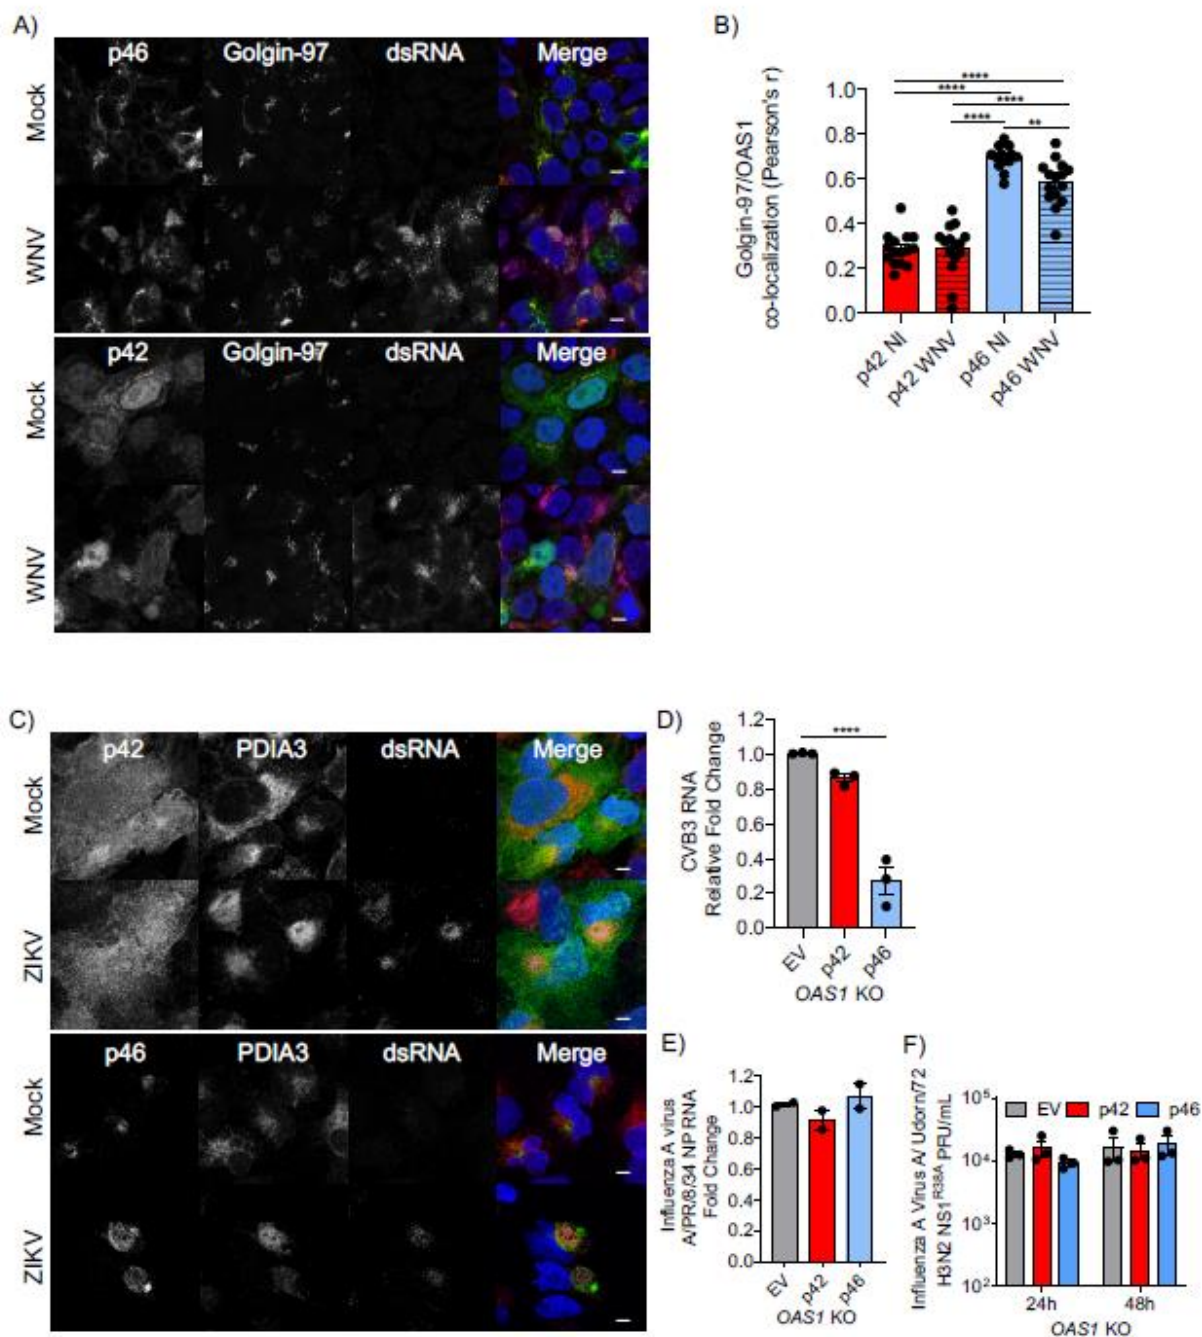 A)
p46 Golgin-97 dsRNA Merge
Mock
WNV
p42 Golgin-97 dsRNA Merge
Mock
WNV
B)
Golgin-97/OAS1
co-localization (Pearson's r)
1.0
0.8
0.6
0.4
0.2
0.0
****
****
****
**** **
p42 NI
p42 WNV
p46 NI
p46 WNV
C)
p42 PDIA3 dsRNA Merge
Mock
ZIKV
p46 PDIA3 dsRNA Merge
Mock
ZIKV
D)
CVB3 RNA
Relative Fold Change
1.2
1.0
0.8
0.6
0.4
0.2
0.0
****
EV
p42
p46
OAS1 KO
E)
Influenza A virus
A/PR/8/34 NP RNA
Fold Change
1.2
1.0
0.8
0.6
0.4
0.2
0.0
EV
p42
p46
OAS1 KO
F)
Influenza A Virus A/ Udorn/72
H3N2 NS1R38A PFU/mL
10⁵
10⁴
10³
10²
EV p42 p46
24h 48h
OAS1 KO